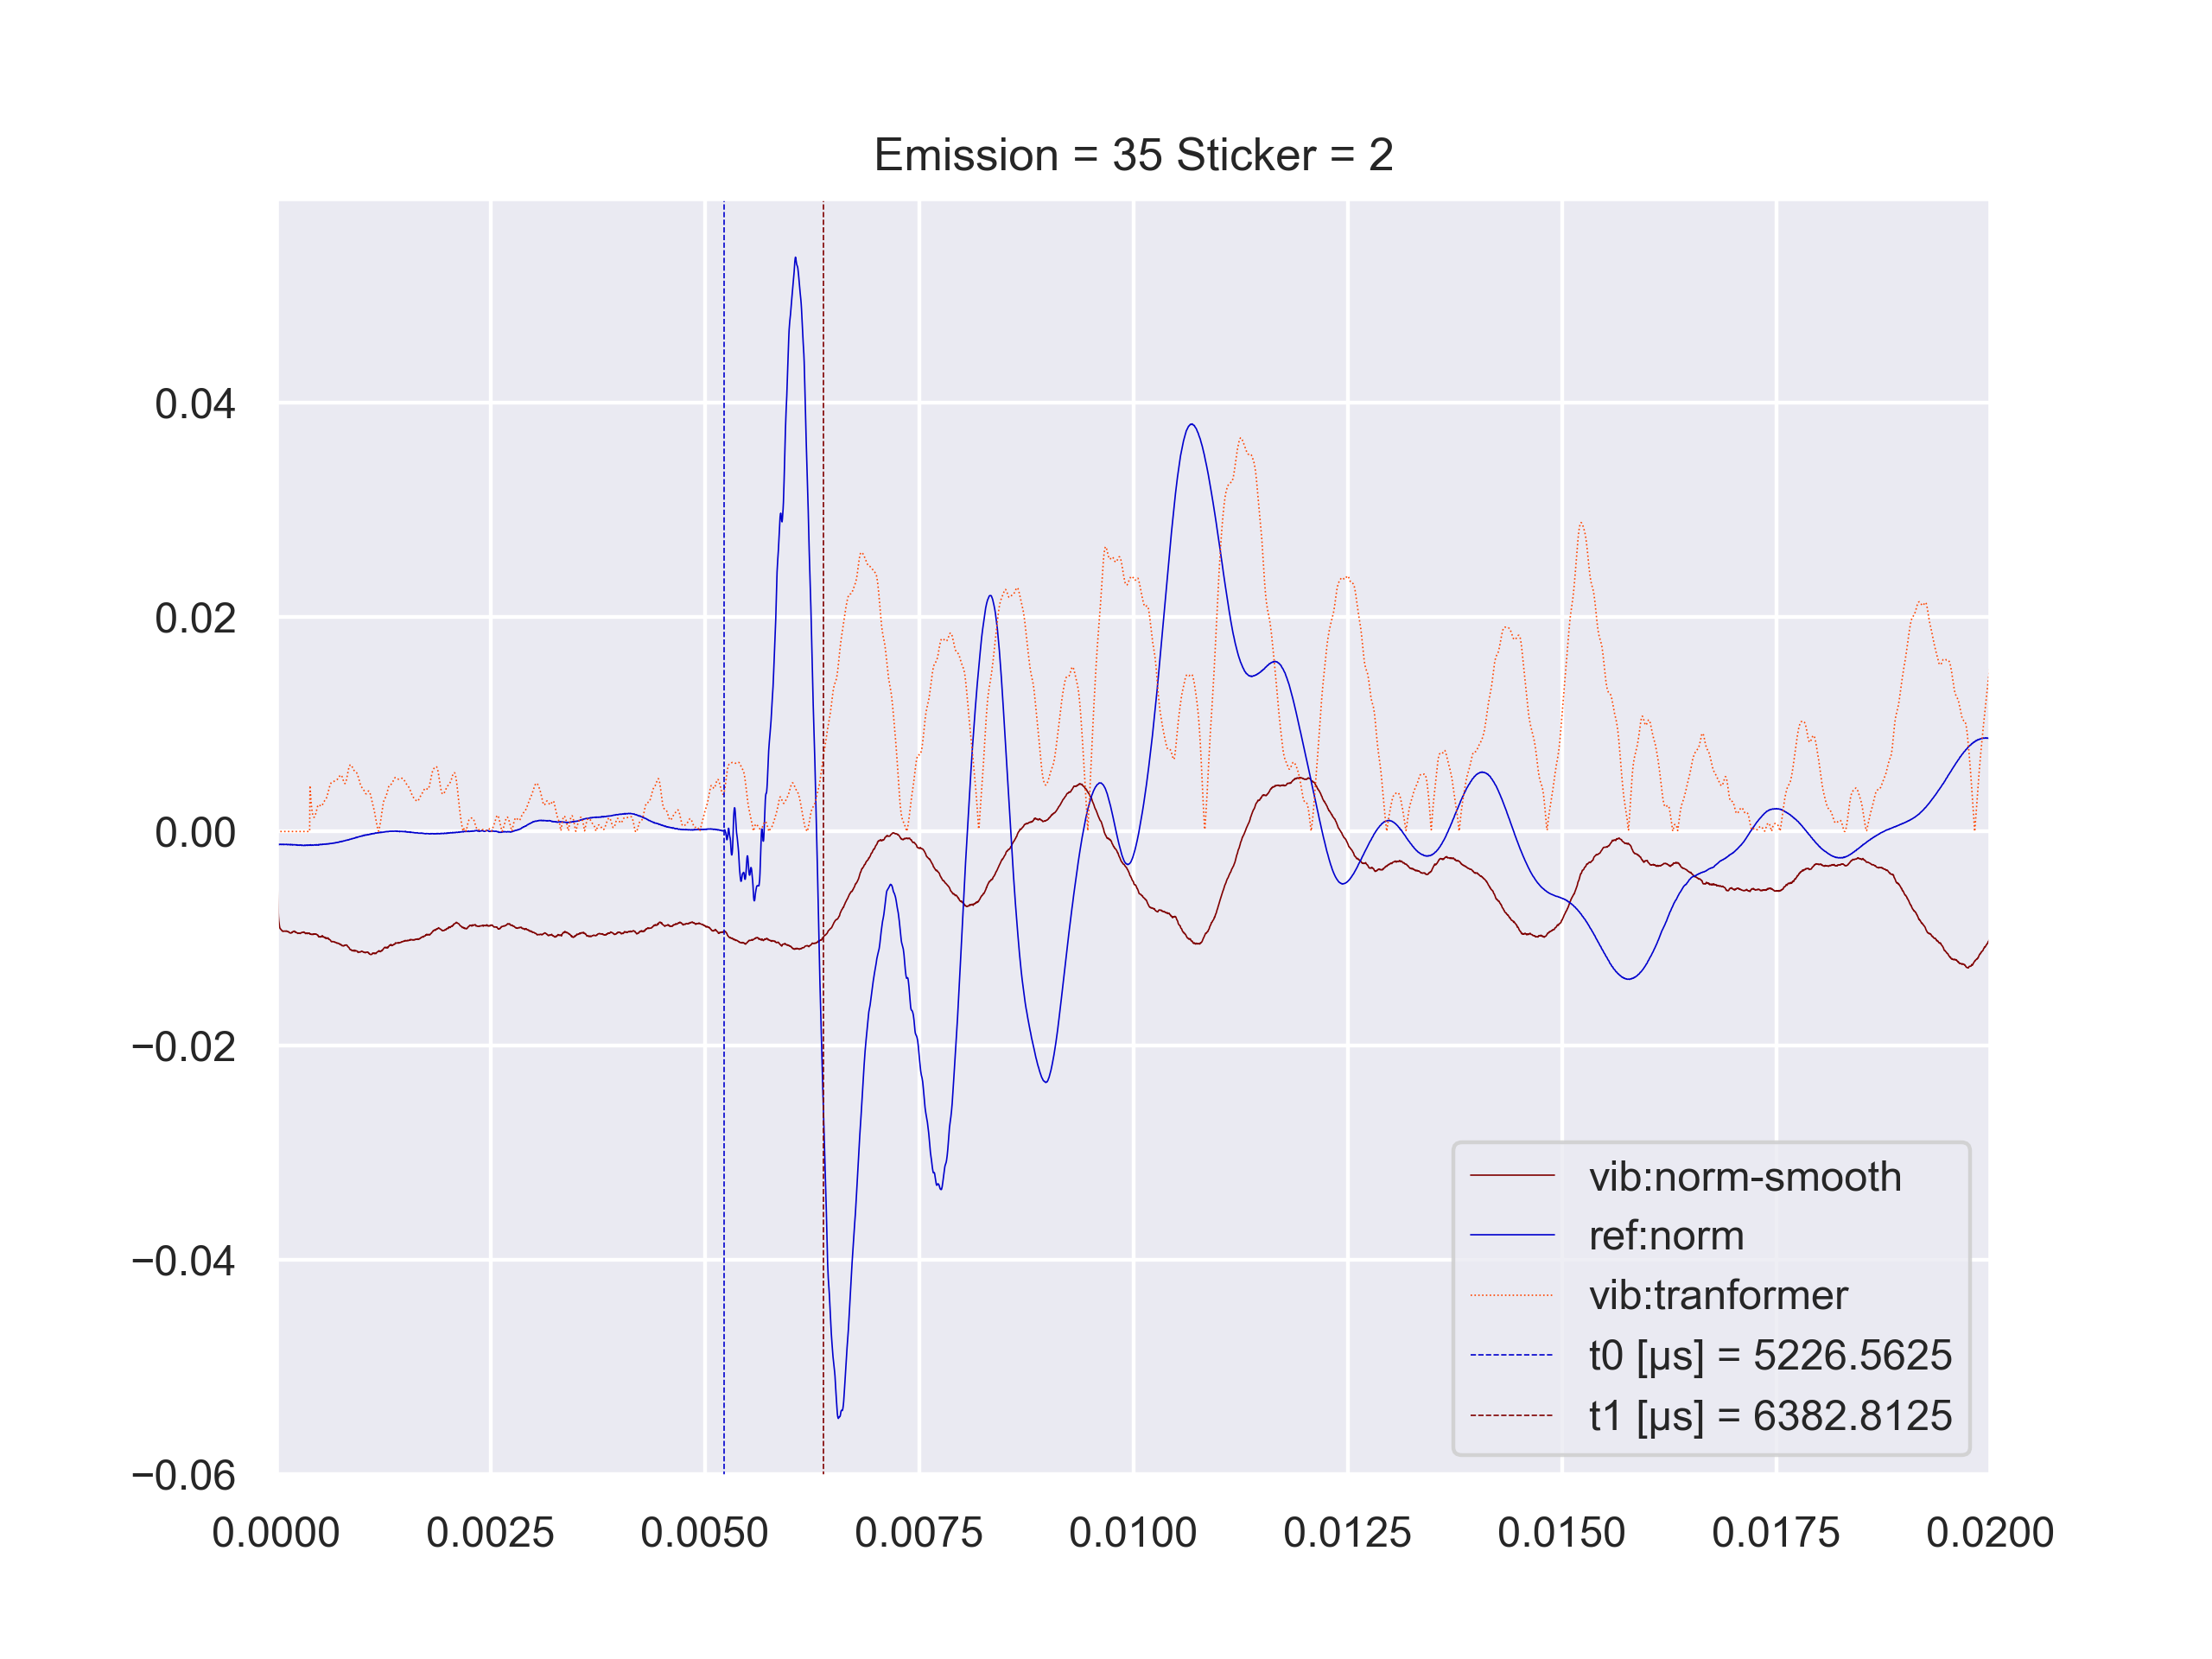 Emission = 35 Sticker = 2
0.04
0.02
0.00
−0.02
−0.04
−0.06
0.0000 0.0025 0.0050 0.0075 0.0100 0.0125 0.0150 0.0175 0.0200
vib:norm-smooth
ref:norm
vib:tranformer
t0 [µs] = 5226.5625
t1 [µs] = 6382.8125